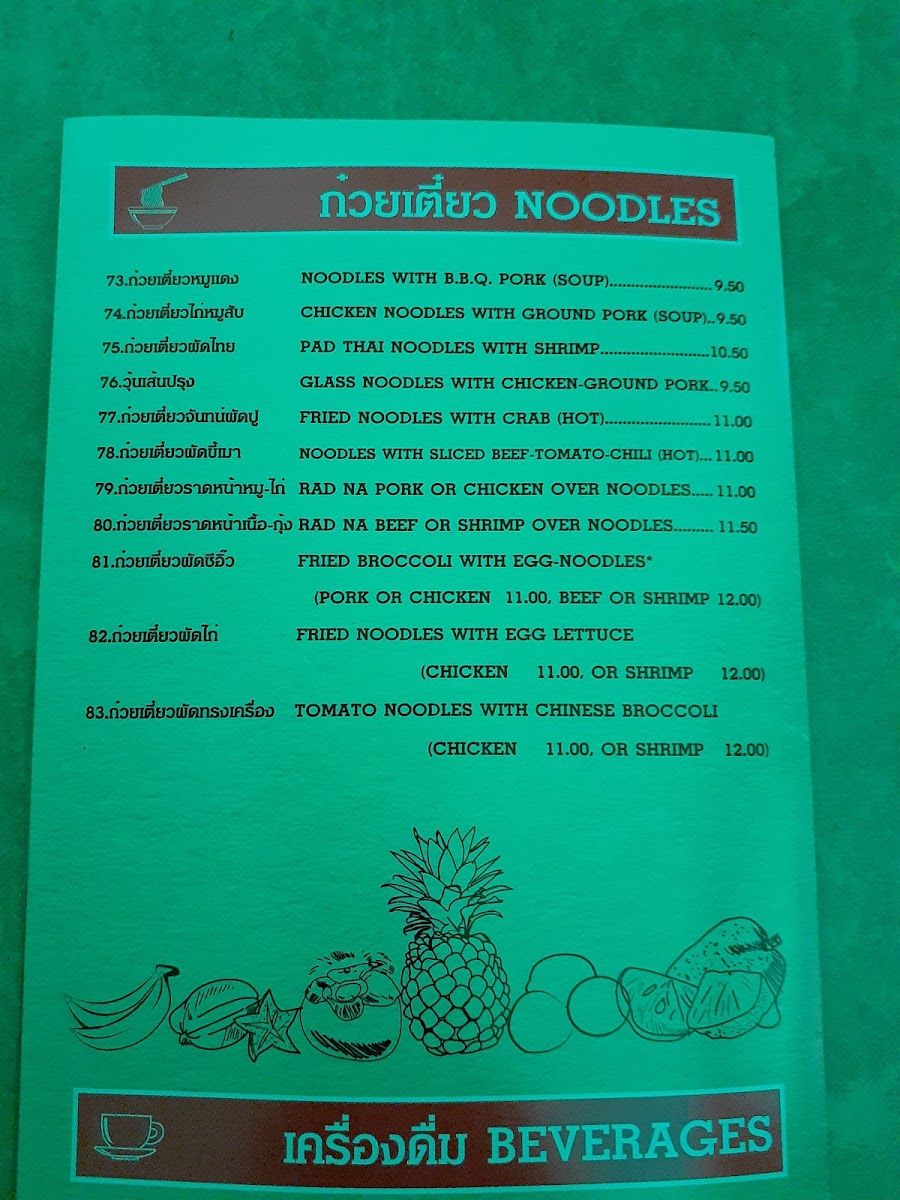 ก๋วยเตี๋ยว NOODLES
73.ก๋วยเตี๋ยวหมูแดง NOODLES WITH B.B.Q. PORK (SOUP)........................9.50
74.ก๋วยเตี๋ยวไก่หมูสับ CHICKEN NOODLES WITH GROUND PORK (SOUP)..9.50
75.ก๋วยเตี๋ยวผัดไทย PAD THAI NOODLES WITH SHRIMP.........................10.50
76.วุ้นเส้นปรุง GLASS NOODLES WITH CHICKEN-GROUND PORK..9.50
77.ก๋วยเตี๋ยวจันทน์ผัดปู FRIED NOODLES WITH CRAB (HOT).........................11.00
78.ก๋วยเตี๋ยวผัดขี้เมา NOODLES WITH SLICED BEEF-TOMATO-CHILI (HOT)...11.00
79.ก๋วยเตี๋ยวราดหน้าหมู-ไก่ RAD NA PORK OR CHICKEN OVER NOODLES.....11.00
80.ก๋วยเตี๋ยวราดหน้าเนื้อ-กุ้ง RAD NA BEEF OR SHRIMP OVER NOODLES.........11.50
81.ก๋วยเตี๋ยวผัดซีอิ๊ว FRIED BROCCOLI WITH EGG-NOODLES*
(PORK OR CHICKEN 11.00, BEEF OR SHRIMP 12.00)
82.ก๋วยเตี๋ยวผัดไก่ FRIED NOODLES WITH EGG LETTUCE
(CHICKEN 11.00, OR SHRIMP 12.00)
83.ก๋วยเตี๋ยวผัดทรงเครื่อง TOMATO NOODLES WITH CHINESE BROCCOLI
(CHICKEN 11.00, OR SHRIMP 12.00)
เครื่องดื่ม BEVERAGES